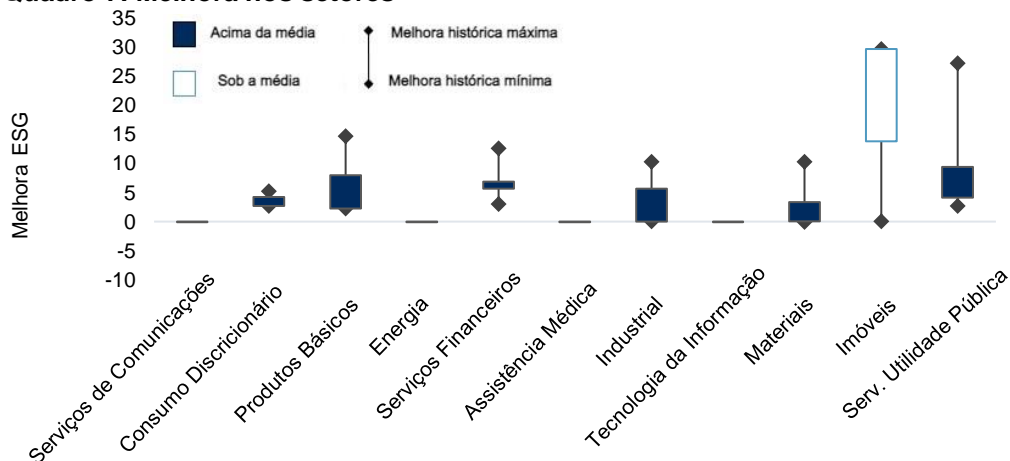 Quadro 1: Melhora nos setores
Acima da média
Sob a média
Melhora histórica máxima
Melhora histórica mínima
Melhora ESG
35
30
25
20
15
10
5
0
-5
-10
Serviços de Comunicações
Consumo Discricionário
Produtos Básicos
Energia
Serviços Financeiros
Assistência Médica
Industrial
Tecnologia da Informação
Materiais
Imóveis
Serv. Utilidade Pública